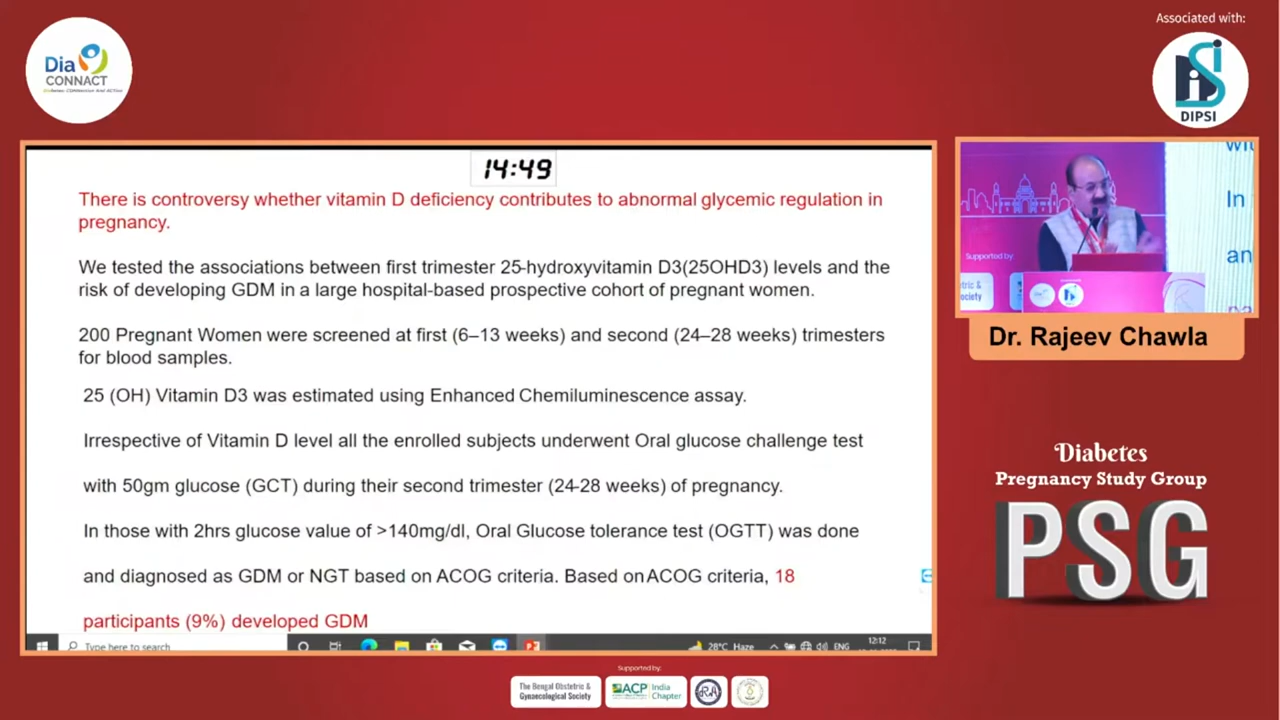 Associated with:
Dia
CONNACT
DIPSI
14:49
There is controversy whether vitamin D deficiency contributes to abnormal glycemic regulation in
pregnancy.
We tested the associations between first trimester 25-hydroxyvitamin D3(25OHD3) levels and the
risk of developing GDM in a large hospital-based prospective cohort of pregnant women.
200 Pregnant Women were screened at first (6–13 weeks) and second (24–28 weeks) trimesters
for blood samples.
25 (OH) Vitamin D3 was estimated using Enhanced Chemiluminescence assay.
Irrespective of Vitamin D level all the enrolled subjects underwent Oral glucose challenge test
with 50gm glucose (GCT) during their second trimester (24-28 weeks) of pregnancy.
In those with 2hrs glucose value of >140mg/dl, Oral Glucose tolerance test (OGTT) was done
and diagnosed as GDM or NGT based on ACOG criteria. Based on ACOG criteria, 18
participants (9%) developed GDM
Type here to search
28°C Haze
ENG
12:12
In
an
Supported by
Dr. Rajeev Chawla
Diabetes
Pregnancy Study Group
PSG
Supported by:
The Bengal Obstetric &
Gynaecological Society
ACP India
Chapter